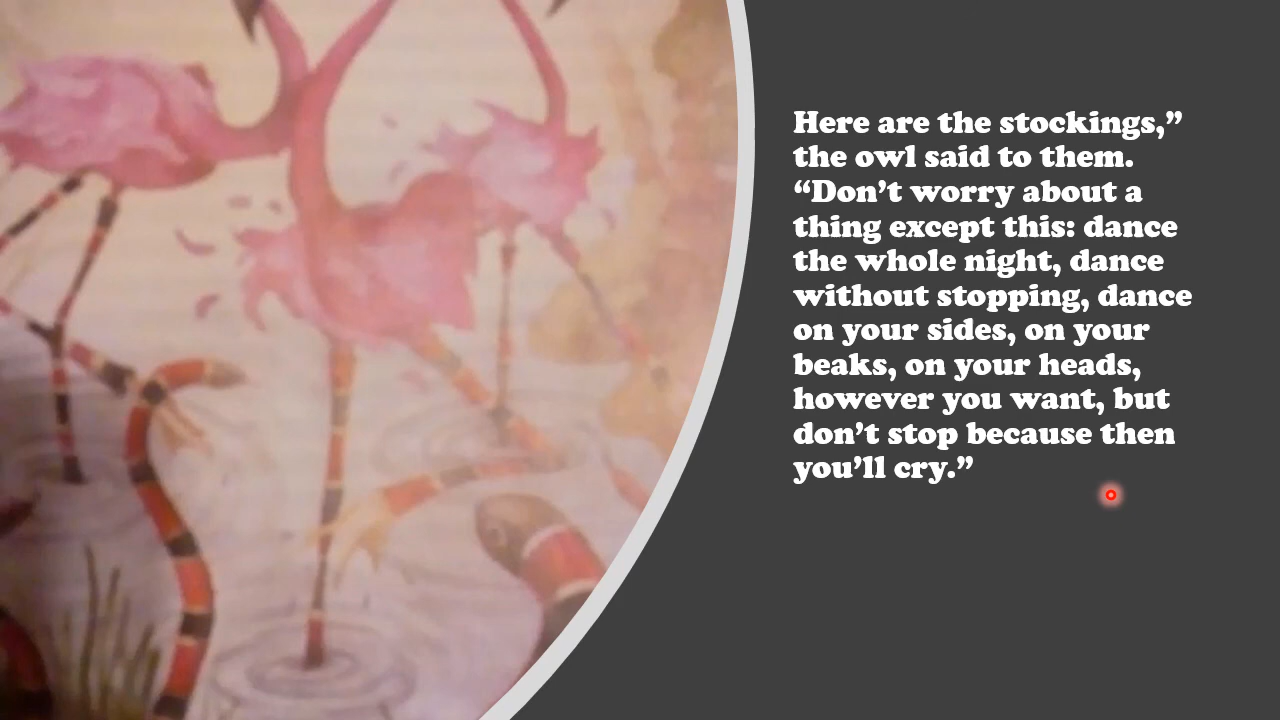 Here are the stockings,”
the owl said to them.
“Don’t worry about a
thing except this: dance
the whole night, dance
without stopping, dance
on your sides, on your
beaks, on your heads,
however you want, but
don’t stop because then
you’ll cry.”